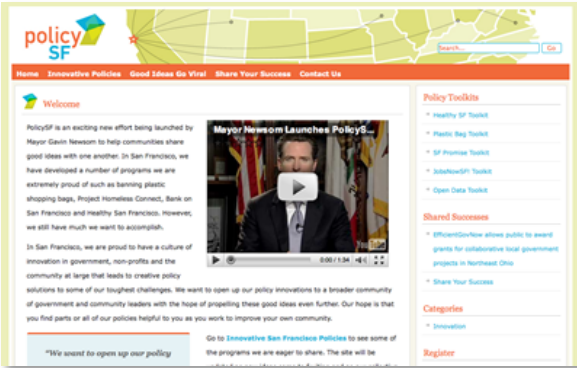 policy
SF
Search...
Go
Home Innovative Policies Good Ideas Go Viral Share Your Success Contact Us
Welcome
PolicySF is an exciting new effort being launched by
Mayor Gavin Newsom to help communities share
good ideas with one another. In San Francisco, we
have developed a number of programs we are
extremely proud of such as banning plastic
shopping bags, Project Homeless Connect, Bank on
San Francisco and Healthy San Francisco. However,
we still have much we want to accomplish.
In San Francisco, we are proud to have a culture of
innovation in government, non-profits and the
community at large that leads to creative policy
solutions to some of our toughest challenges. We want to open up our policy innovations to a broader community
of government and community leaders with the hope of propelling these good ideas even further. Our hope is that
you find parts or all of our policies helpful to you as you work to improve your own community.
Mayor Newsom Launches PolicyS...
YouTube
0:00 / 1:34
"We want to open up our policy
Go to Innovative San Francisco Policies to see some of
the programs we are eager to share. The site will be
Policy Toolkits
Healthy SF Toolkit
Plastic Bag Toolkit
SF Promise Toolkit
JobsNowSF! Toolkit
Open Data Toolkit
Shared Successes
EfficientGovNow allows public to award
grants for collaborative local government
projects in Northeast Ohio
Share Your Success
Categories
Innovation
Register